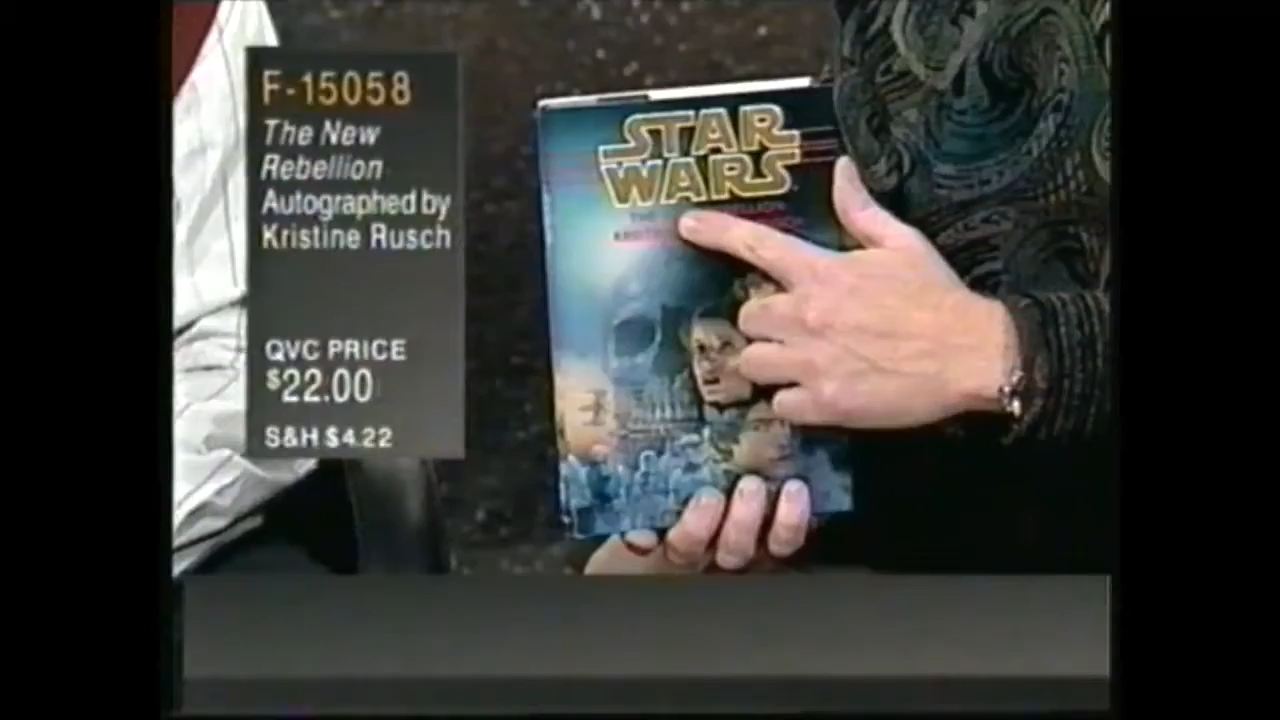 F-15058
The New
Rebellion
Autographed by
Kristine Rusch
QVC PRICE
$22.00
S&H $4.22
STAR
WARS